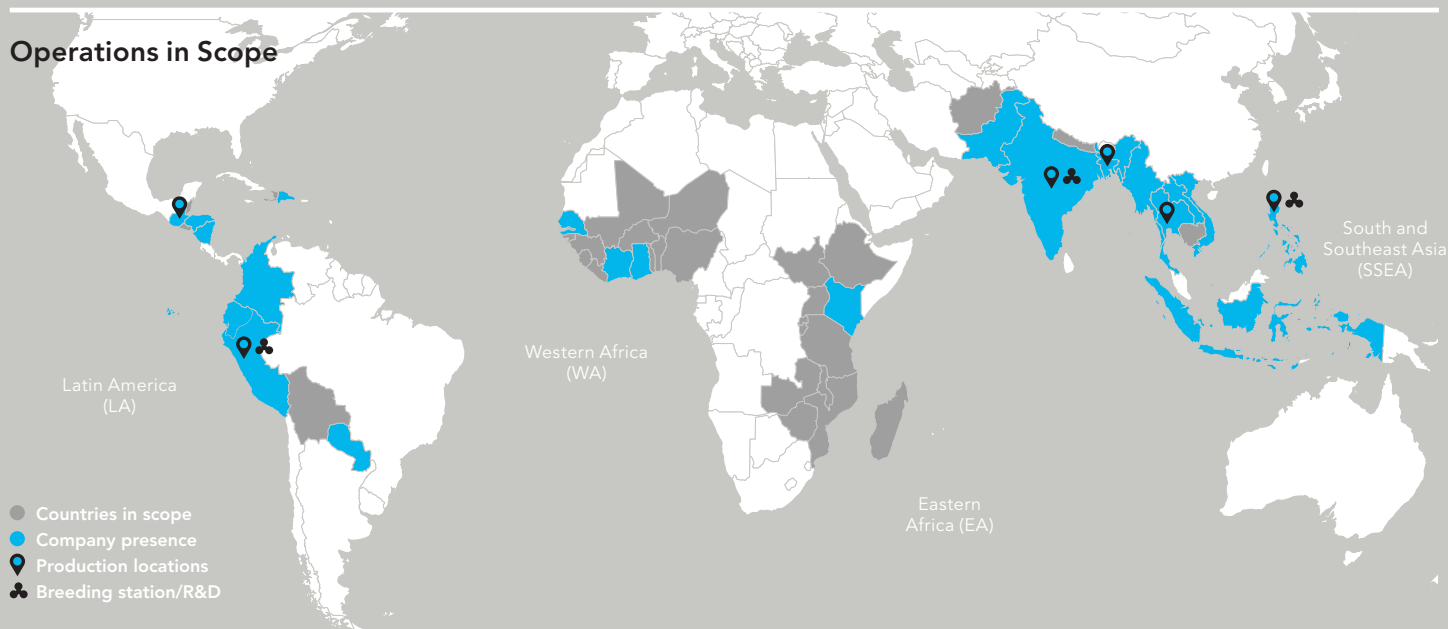 Operations in Scope
South and
Southeast Asia
(SSEA)
Western Africa
(WA)
Latin America
(LA)
Eastern
Africa (EA)
Countries in scope
Company presence
Production locations
Breeding station/R&D